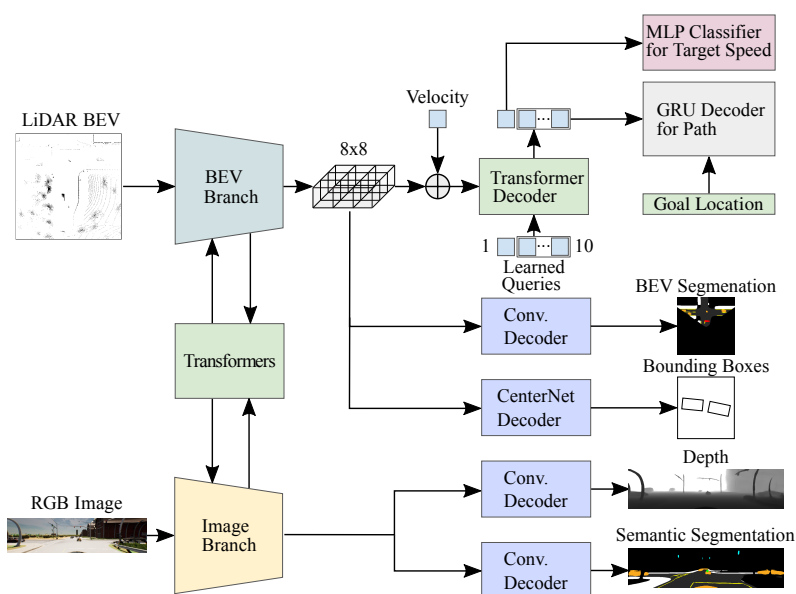 MLP Classifier
for Target Speed
Velocity
LiDAR BEV
GRU Decoder
for Path
8x8
BEV
Branch
Transformer
Decoder
Goal Location
1
10
Learned
Queries
BEV Segmenation
Conv.
Decoder
Transformers
Bounding Boxes
CenterNet
Decoder
Depth
RGB Image
Conv.
Decoder
Image
Branch
Semantic Segmentation
Conv.
Decoder